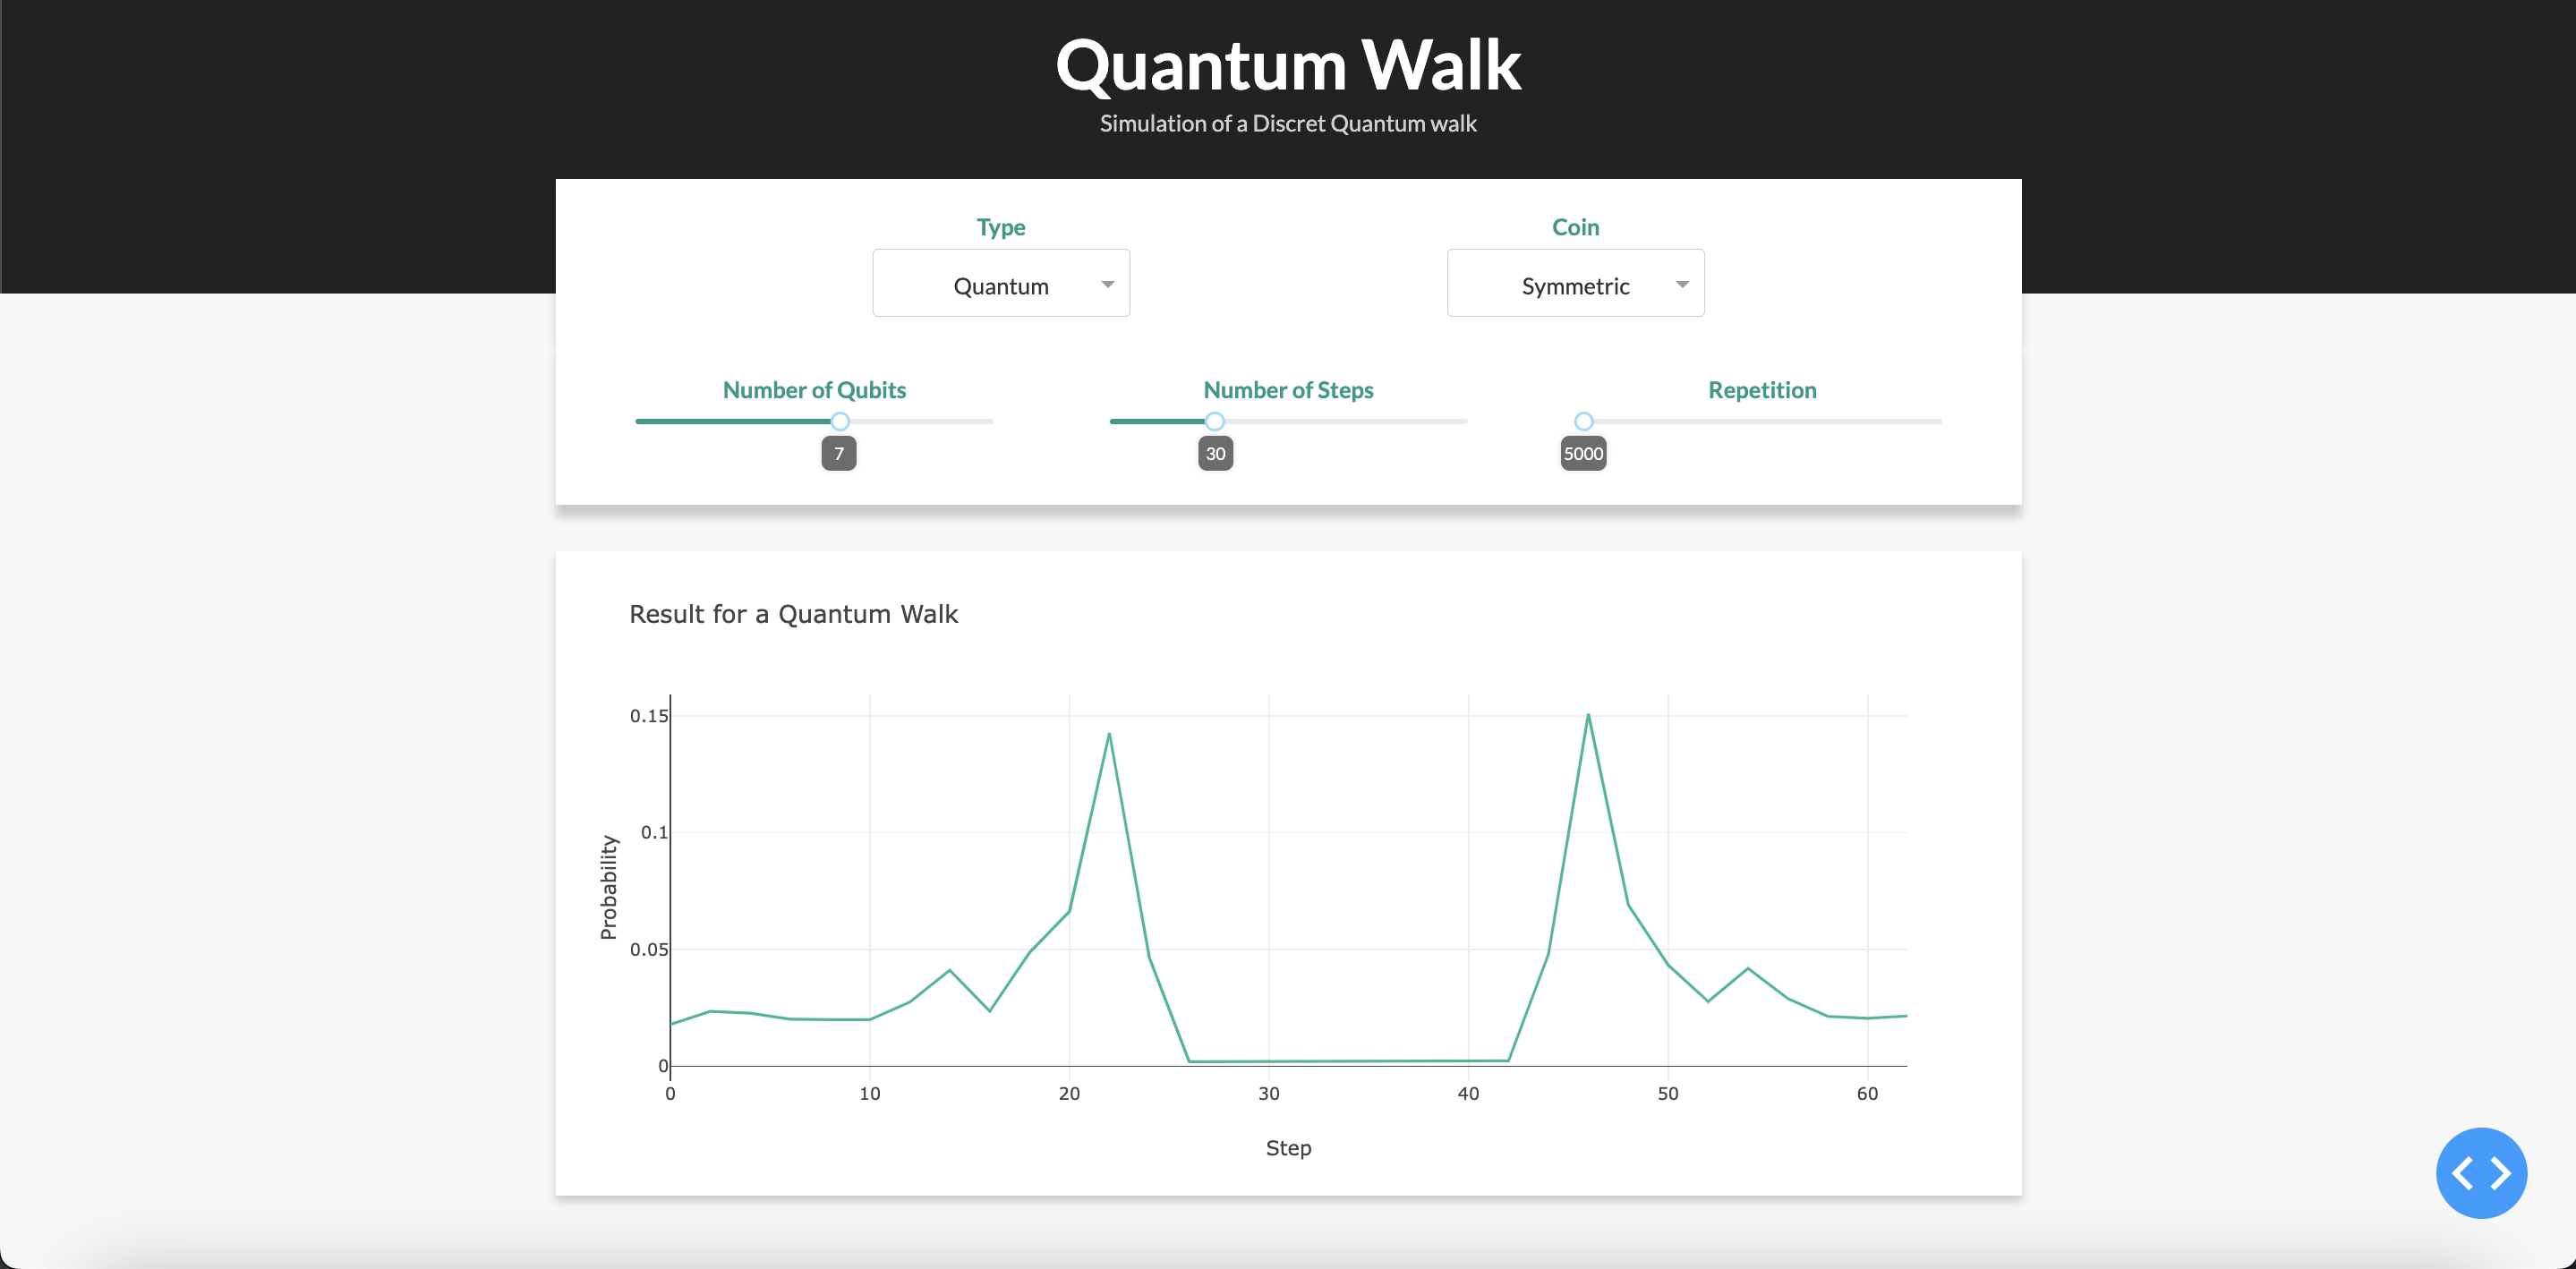 Quantum Walk
Simulation of a Discret Quantum walk
Type
Coin
Quantum
Symmetric
Number of Qubits
Number of Steps
Repetition
7
30
5000
Result for a Quantum Walk
0.15
0.1
0.05
0
Probability
0 10 20 30 40 50 60
Step